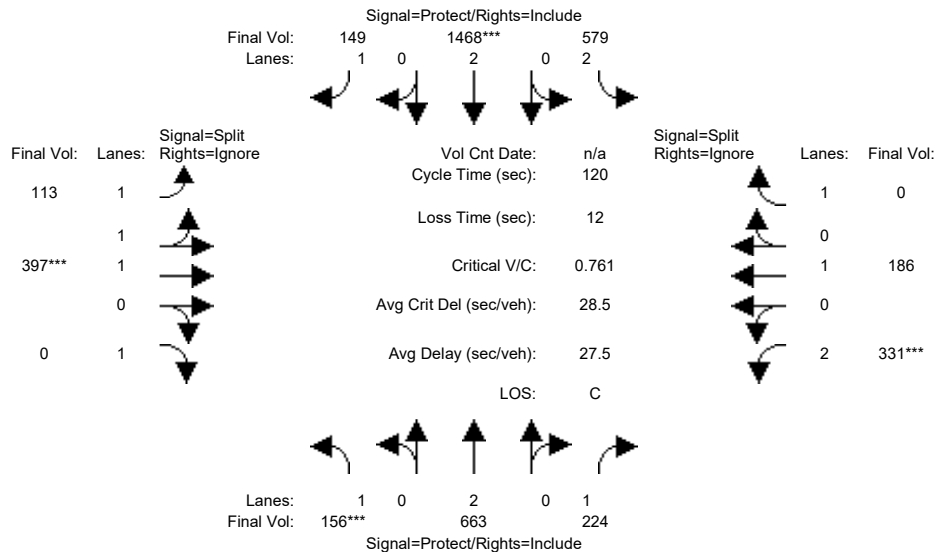 Signal=Protect/Rights=Include
Final Vol: 149 1468*** 579
Lanes: 1 0 2 0 2
Signal=Split Signal=Split
Final Vol: Lanes: Rights=Ignore Vol Cnt Date: n/a Rights=Ignore Lanes: Final Vol:
Cycle Time (sec): 120
113 1 1 0
Loss Time (sec): 12
1 0
397*** 1 Critical V/C: 0.761 1 186
0 Avg Crit Del (sec/veh): 28.5 0
0 1 Avg Delay (sec/veh): 27.5 2 331***
LOS: C
Lanes: 1 0 2 0 1
Final Vol: 156*** 663 224
Signal=Protect/Rights=Include